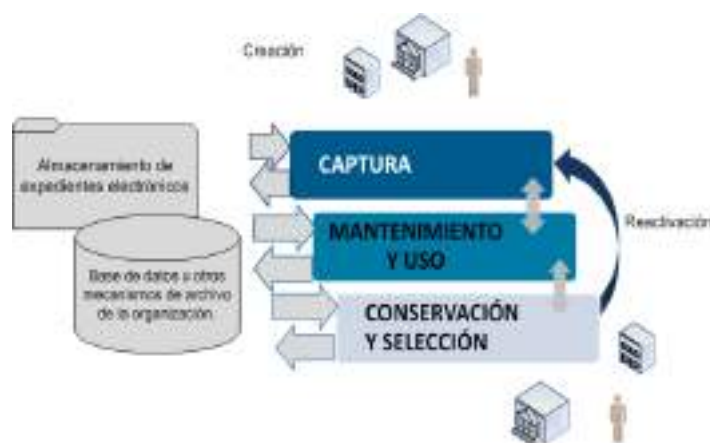 Creación
Almacenamiento de
expedientes electrónicos
CAPTURA
Reactivación
MANTENIMIENTO
Y USO
Base de datos u otros
mecanismos de archivo
de la organización
CONSERVACIÓN
Y SELECCIÓN